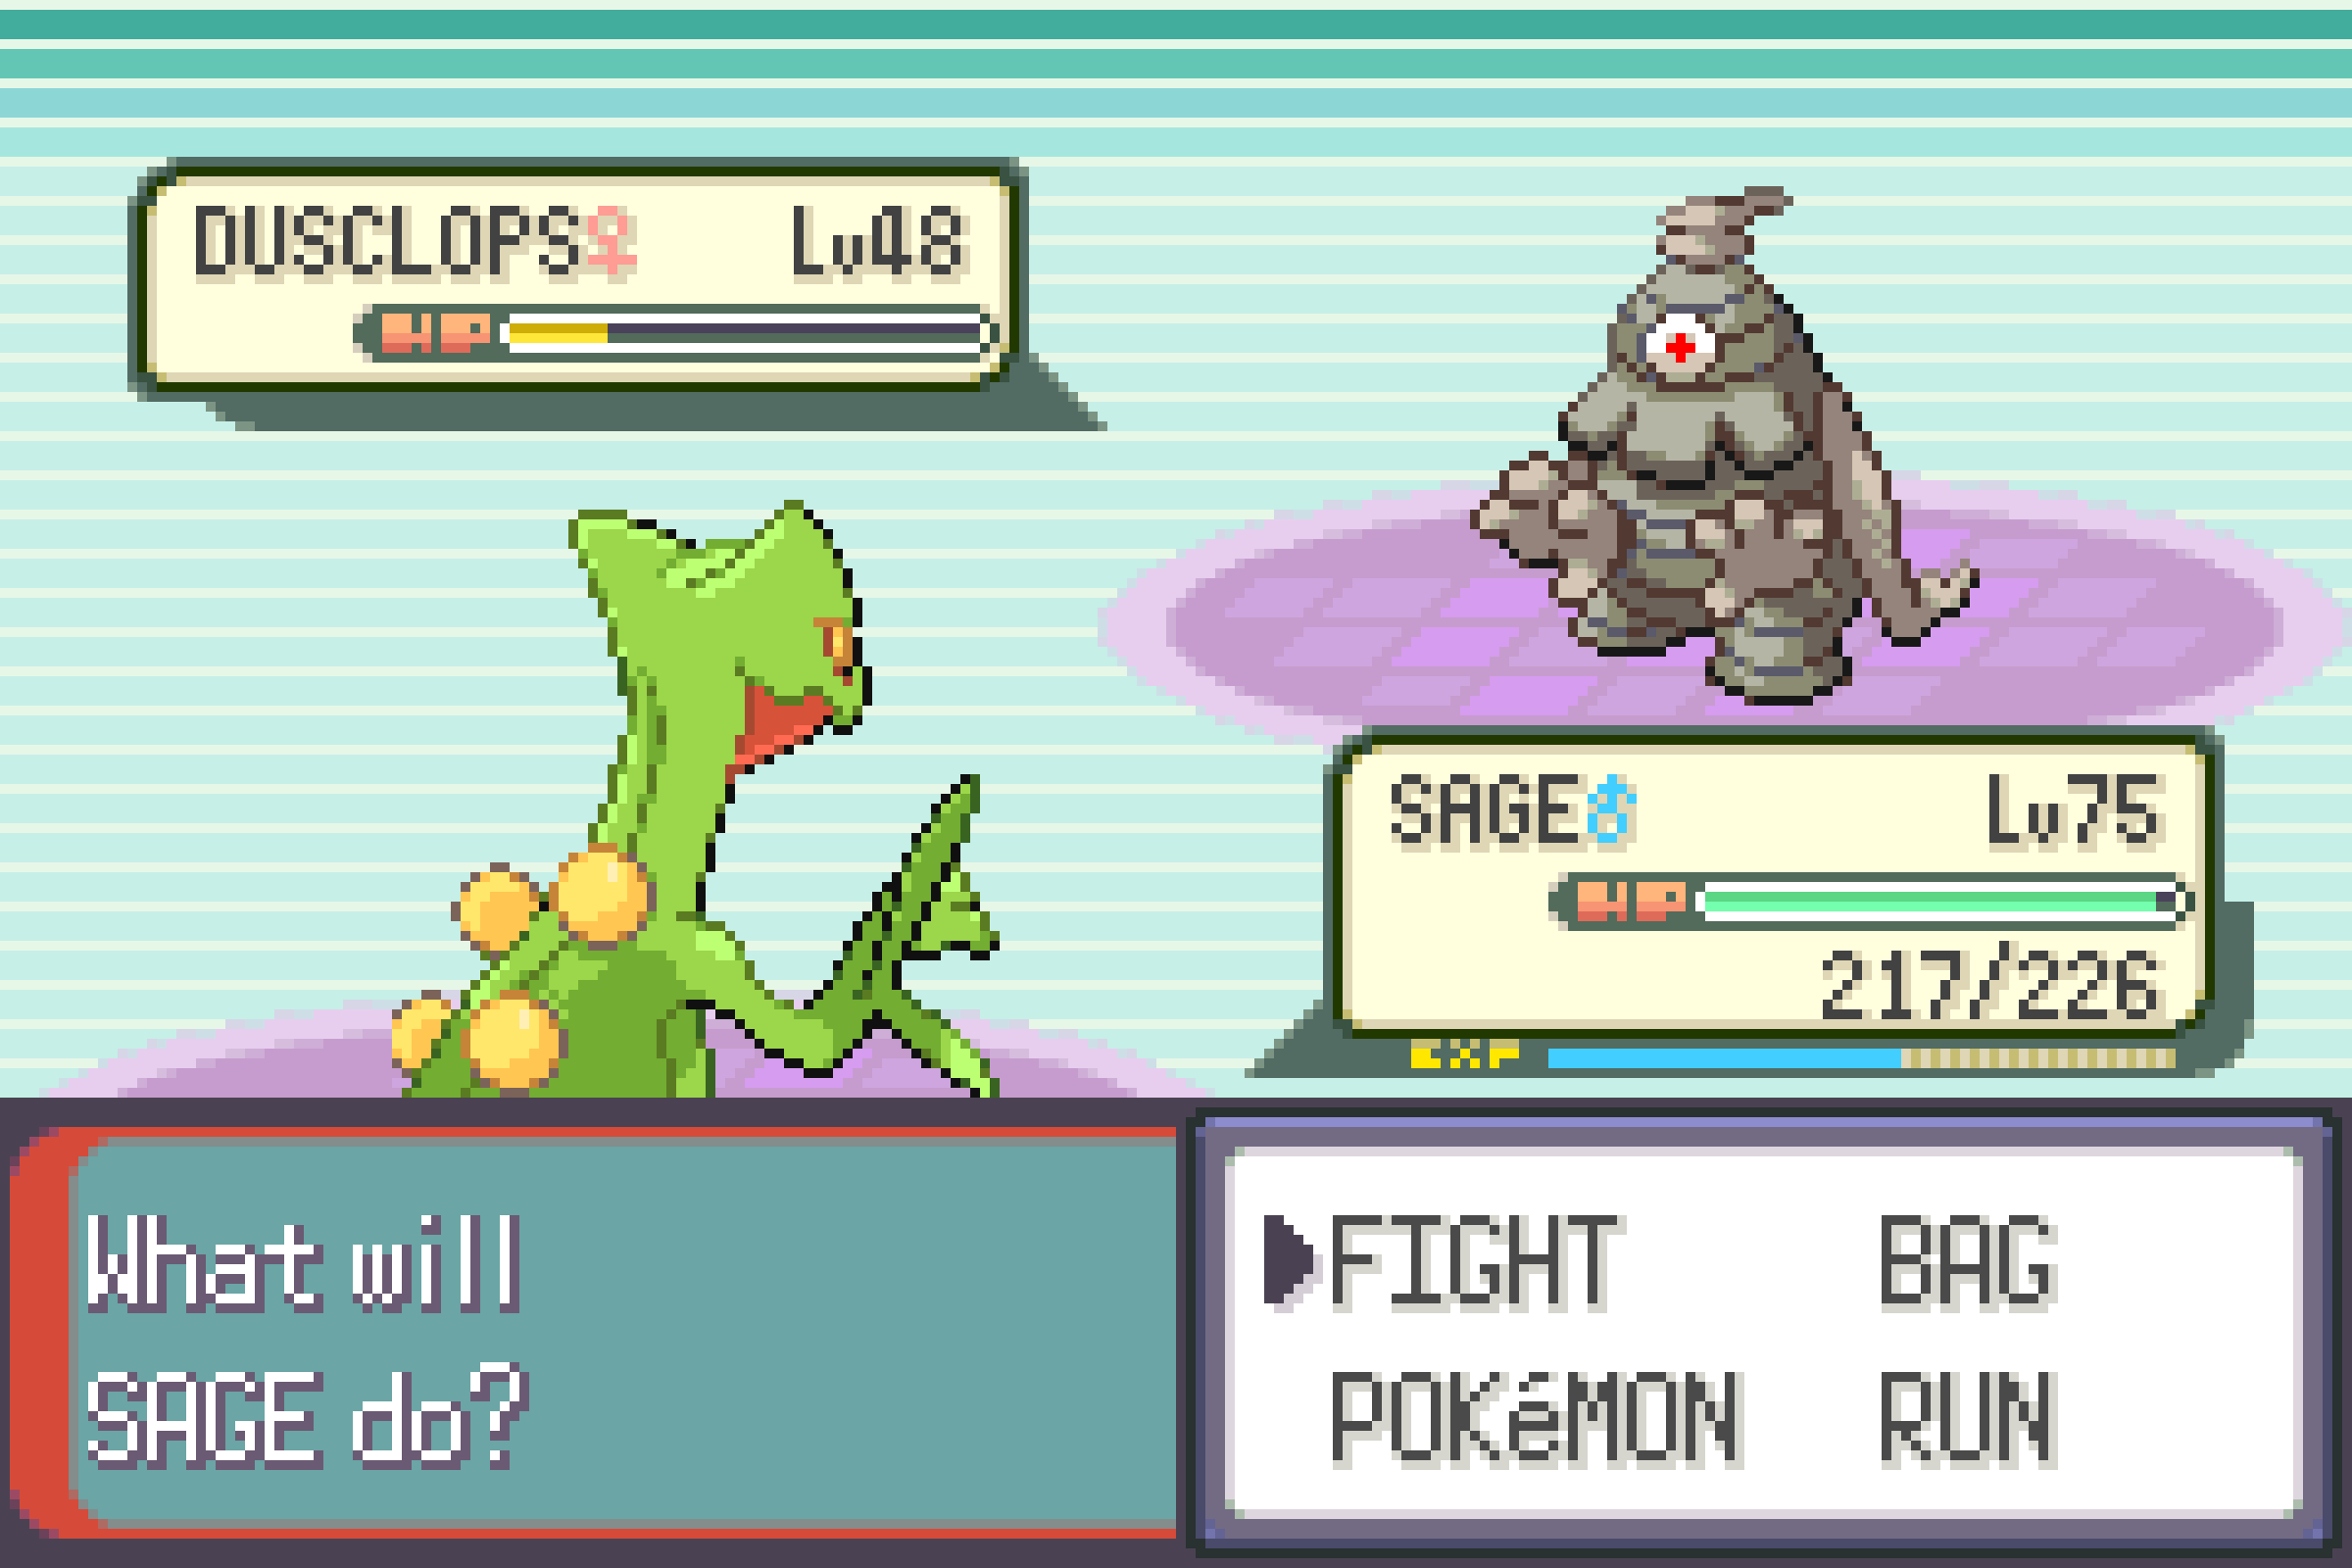 DUSCLOPS♀ Lv48
HP
SAGE♂ Lv75
HP
217/226
EXP
What will
SAGE do?
FIGHT BAG
POKéMON RUN